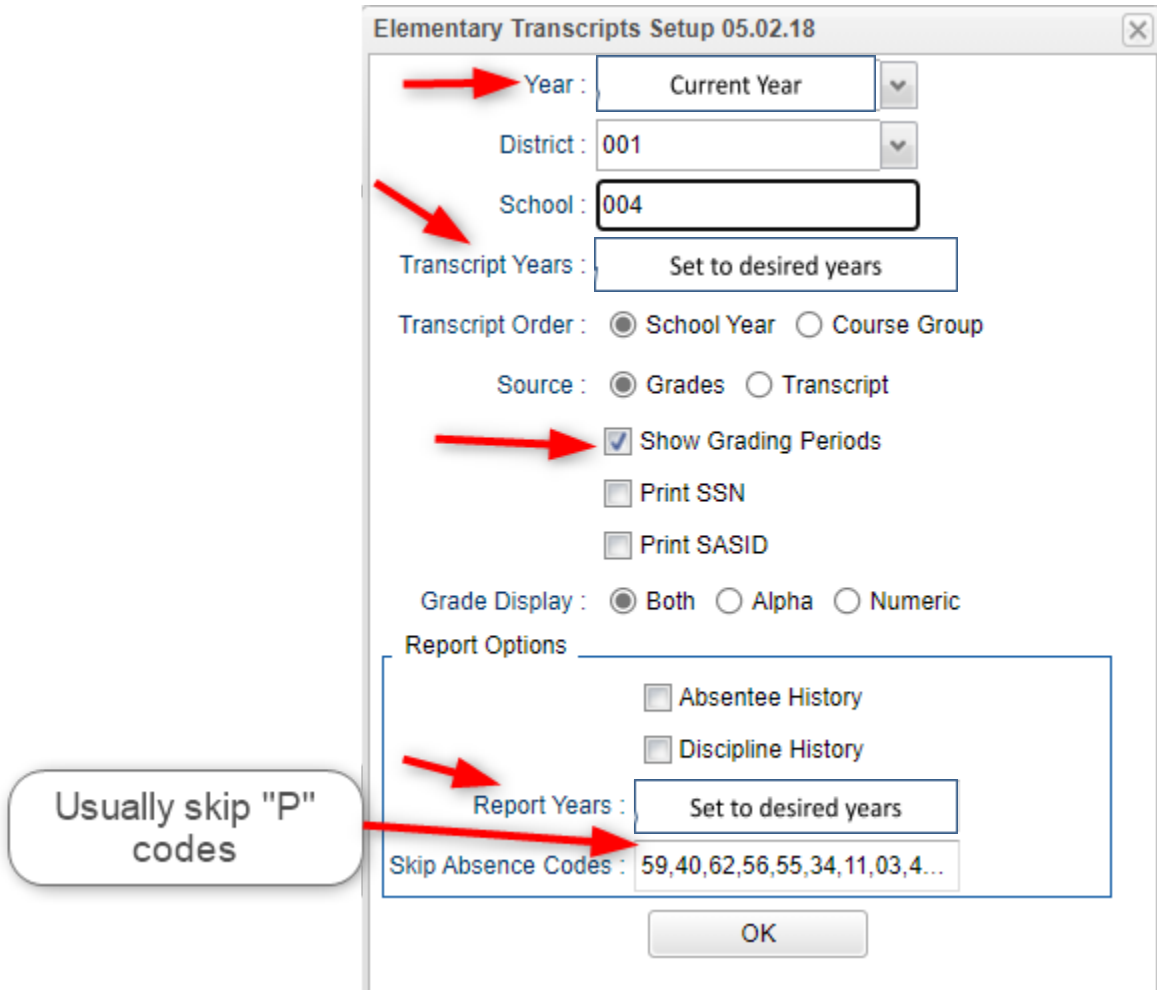 Elementary Transcripts Setup 05.02.18
Year : Current Year
District : 001
School : 004
Transcript Years : Set to desired years
Transcript Order : School Year Course Group
Source : Grades Transcript
Show Grading Periods
Print SSN
Print SASID
Grade Display : Both Alpha Numeric
Report Options
Absentee History
Discipline History
Report Years : Set to desired years
Usually skip "P"
codes
Skip Absence Codes : 59,40,62,56,55,34,11,03,4...
OK